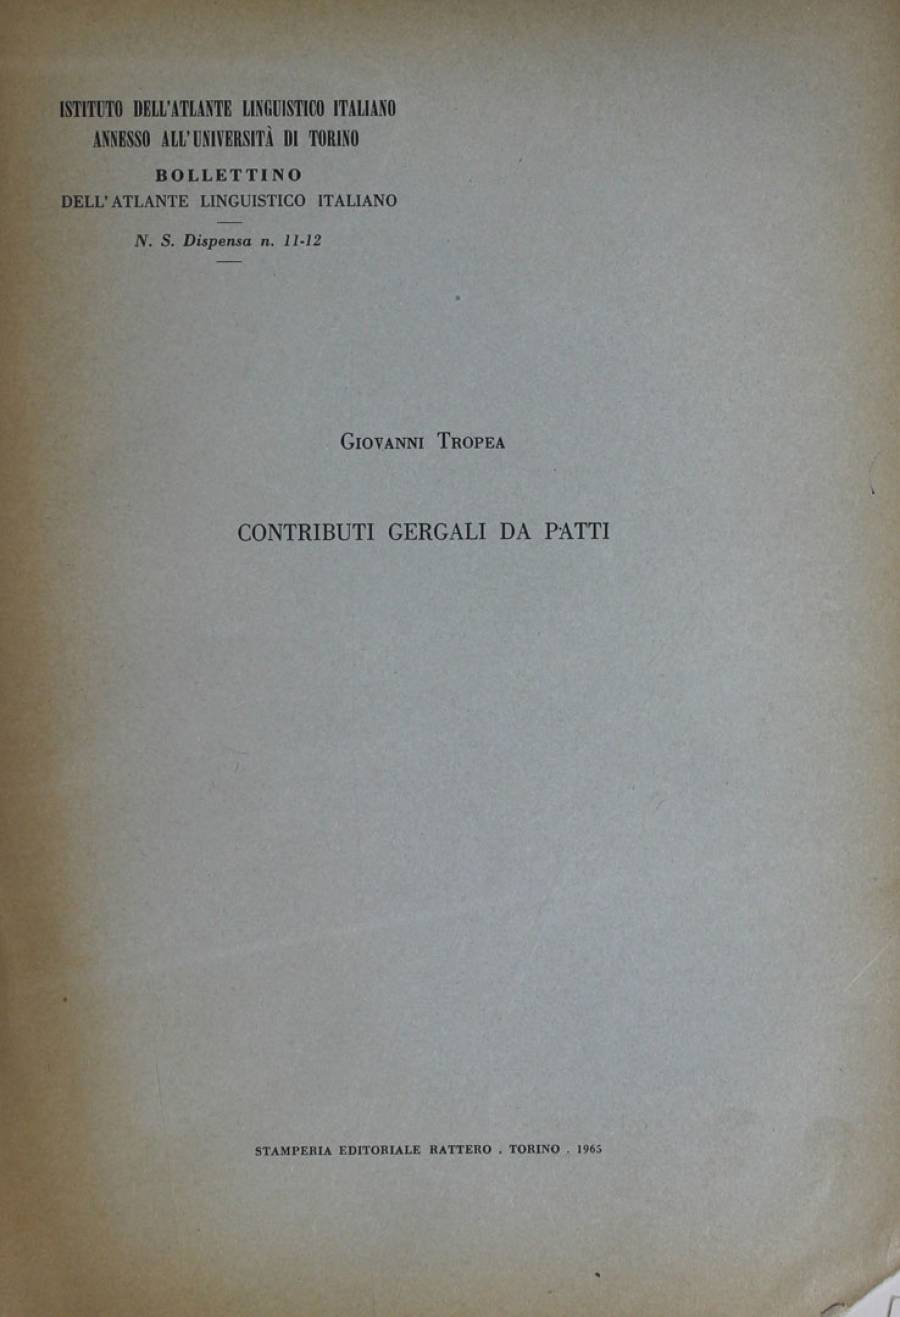 ISTITUTO DELL'ATLANTE LINGUISTICO ITALIANO
ANNESSO ALL'UNIVERSITÀ DI TORINO
BOLLETTINO
DELL'ATLANTE LINGUISTICO ITALIANO
N. S. Dispensa n. 11-12
GIOVANNI TROPEA
CONTRIBUTI GERGALI DA PATTI
STAMPERIA EDITORIALE RATTERO . TORINO . 1965